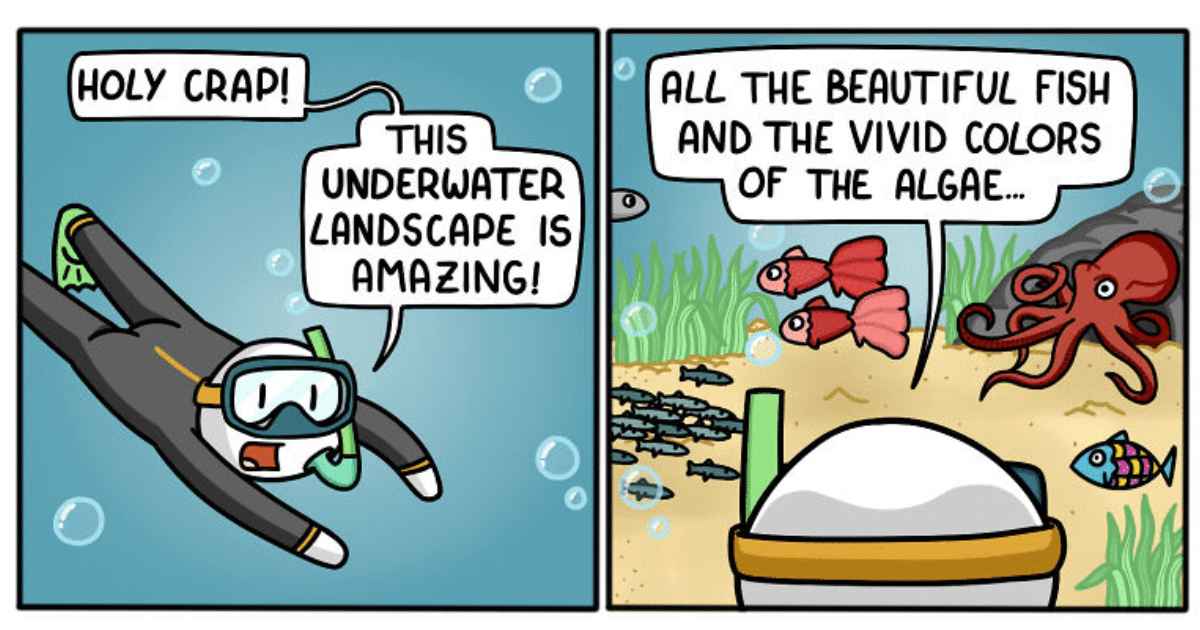 HOLY CRAP!
THIS
UNDERWATER
LANDSCAPE IS
AMAZING!
ALL THE BEAUTIFUL FISH
AND THE VIVID COLORS
OF THE ALGAE...